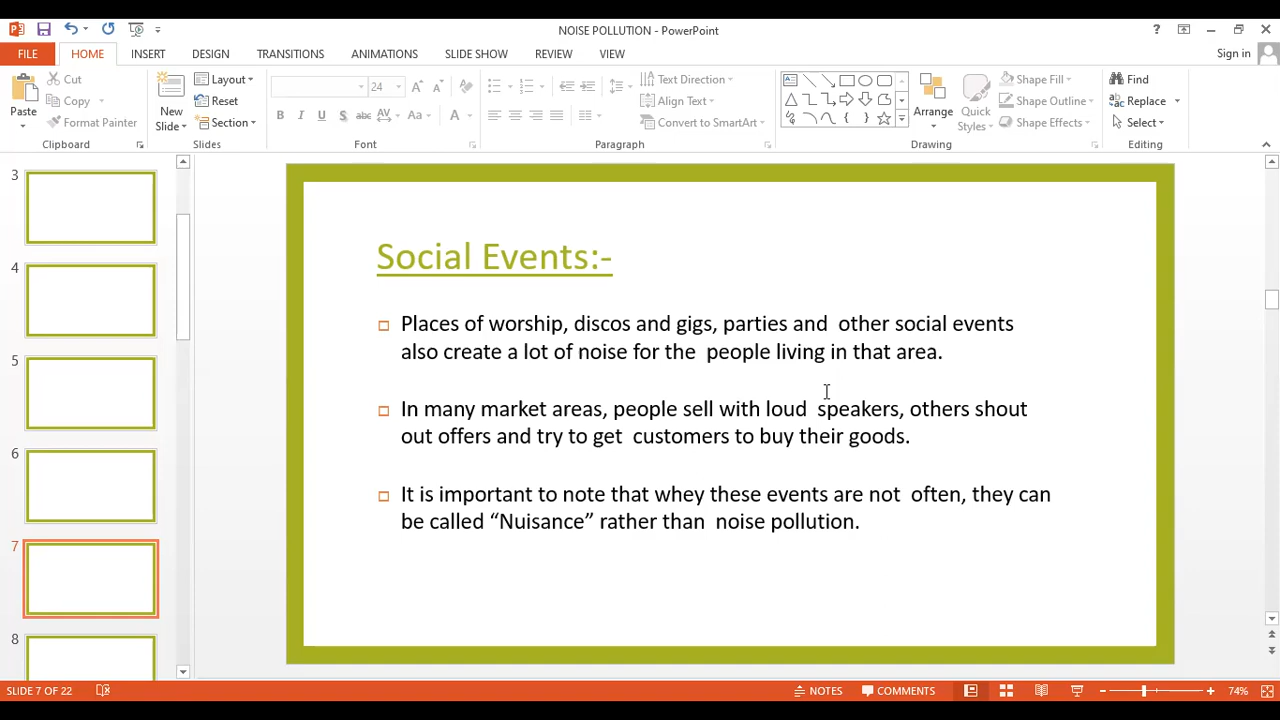 NOISE POLLUTION - PowerPoint
FILE HOME INSERT DESIGN TRANSITIONS ANIMATIONS SLIDE SHOW REVIEW VIEW Sign in
Paste
Cut
Copy
Format Painter
Clipboard
New
Slide
Layout
Reset
Section
Slides
24
Font
Text Direction
Align Text
Convert to SmartArt
Paragraph
Arrange
Quick
Styles
Shape Fill
Shape Outline
Shape Effects
Drawing
Find
Replace
Select
Editing
3
4
5
6
7
8
Social Events:-
Places of worship, discos and gigs, parties and  other social events
also create a lot of noise for the  people living in that area.
In many market areas, people sell with loud  speakers, others shout
out offers and try to get  customers to buy their goods.
It is important to note that whey these events are not  often, they can
be called “Nuisance” rather than  noise pollution.
SLIDE 7 OF 22 NOTES COMMENTS 74%